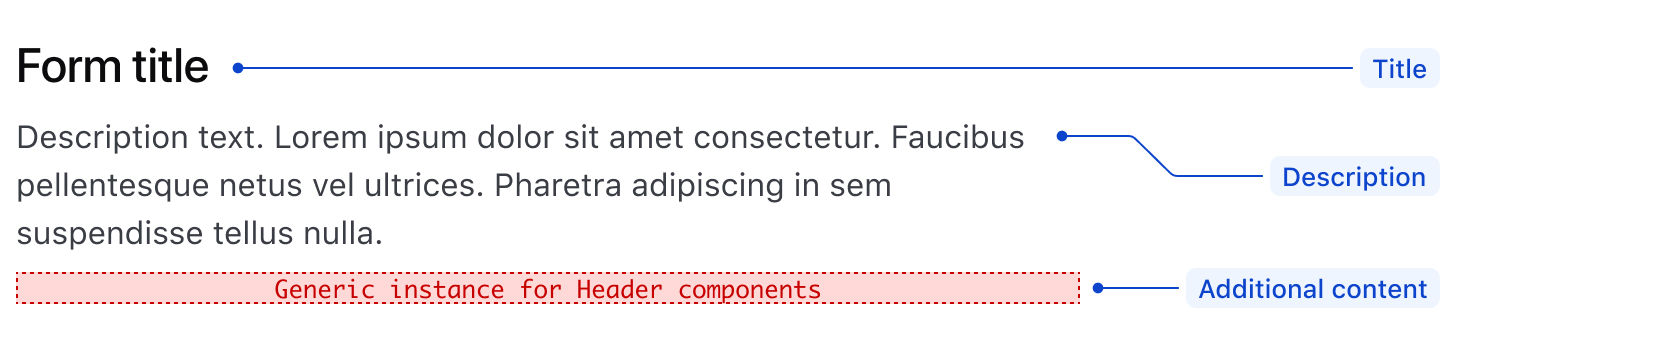 Form title
Title
Description text. Lorem ipsum dolor sit amet consectetur. Faucibus
pellentesque netus vel ultrices. Pharetra adipiscing in sem
suspendisse tellus nulla.
Description
Generic instance for Header components
Additional content